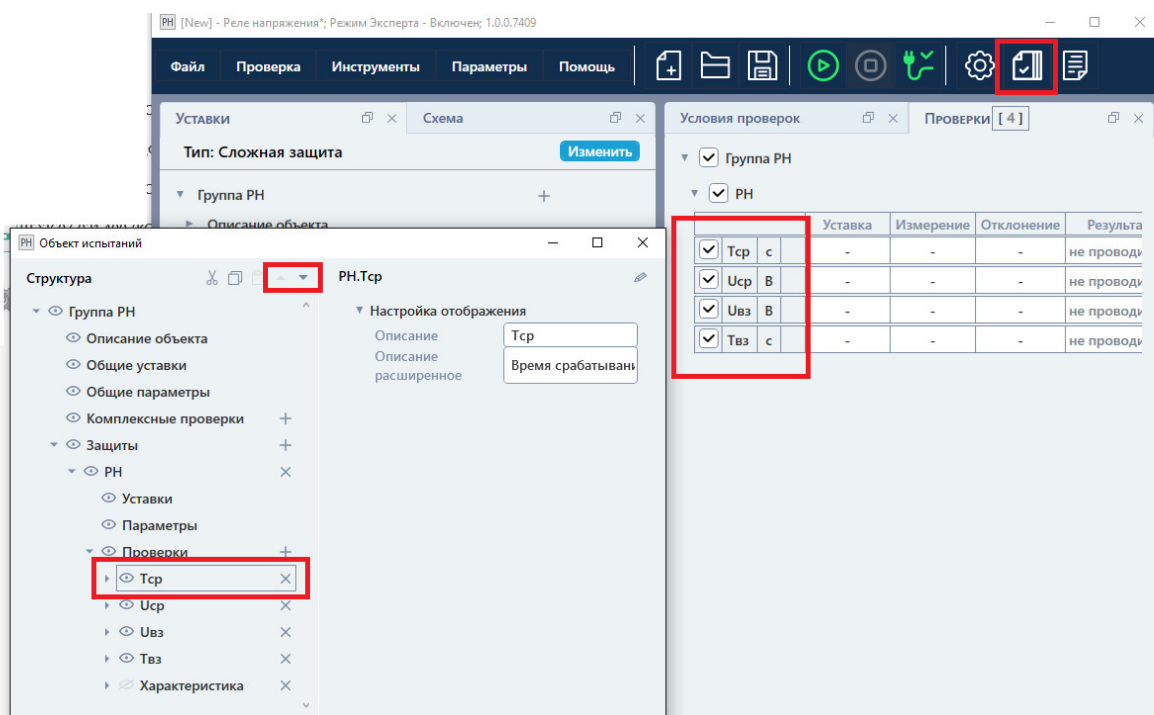 PH [New] - Реле напряжения*; Режим Эксперта - Включен; 1.0.0.7409
Файл Проверка Инструменты Параметры Помощь
Уставки Схема
Тип: Сложная защита Изменить
Группа РН
Описание объекта
Условия проверок Проверки [4]
Группа РН
РН
Уставка Измерение Отклонение Результа
Тср с - - - не проводи
Uср В - - - не проводи
Uвз В - - - не проводи
Твз с - - - не проводи
PH Объект испытаний
Структура
Группа РН
Описание объекта
Общие уставки
Общие параметры
Комплексные проверки
Защиты
РН
Уставки
Параметры
Проверки
Тср
Uср
Uвз
Твз
Характеристика
РН.Тср
Настройка отображения
Описание Тср
Описание
расширенное Время срабатывани